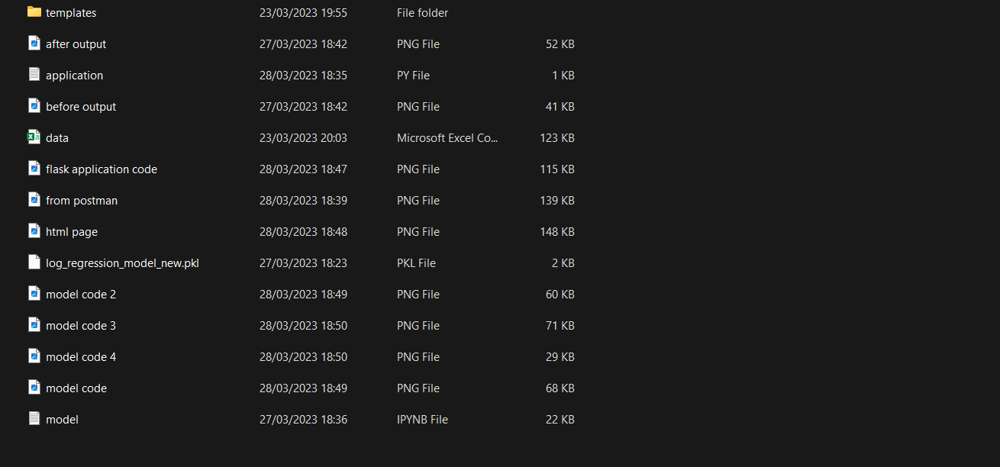 templates 23/03/2023 19:55 File folder
after output 27/03/2023 18:42 PNG File 52 KB
application 28/03/2023 18:35 PY File 1 KB
before output 27/03/2023 18:42 PNG File 41 KB
data 23/03/2023 20:03 Microsoft Excel Co... 123 KB
flask application code 28/03/2023 18:47 PNG File 115 KB
from postman 28/03/2023 18:39 PNG File 139 KB
html page 28/03/2023 18:48 PNG File 148 KB
log_regression_model_new.pkl 27/03/2023 18:23 PKL File 2 KB
model code 2 28/03/2023 18:49 PNG File 60 KB
model code 3 28/03/2023 18:50 PNG File 71 KB
model code 4 28/03/2023 18:50 PNG File 29 KB
model code 28/03/2023 18:49 PNG File 68 KB
model 27/03/2023 18:36 IPYNB File 22 KB